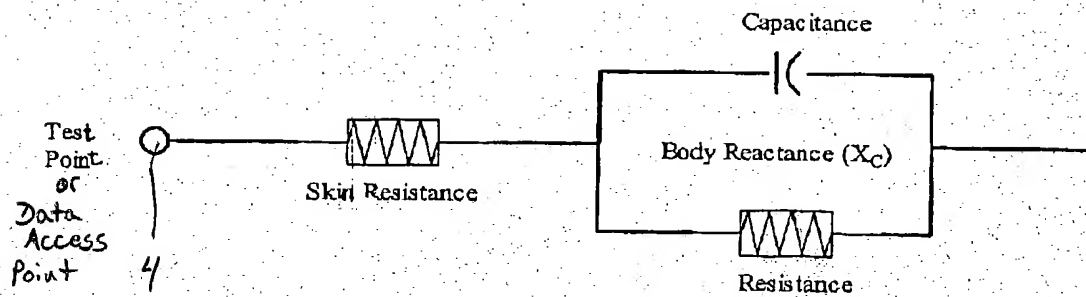 Capacitance
Test
Point
or
Data
Access
Point 4
Skin Resistance
Body Reactance (XC)
Resistance